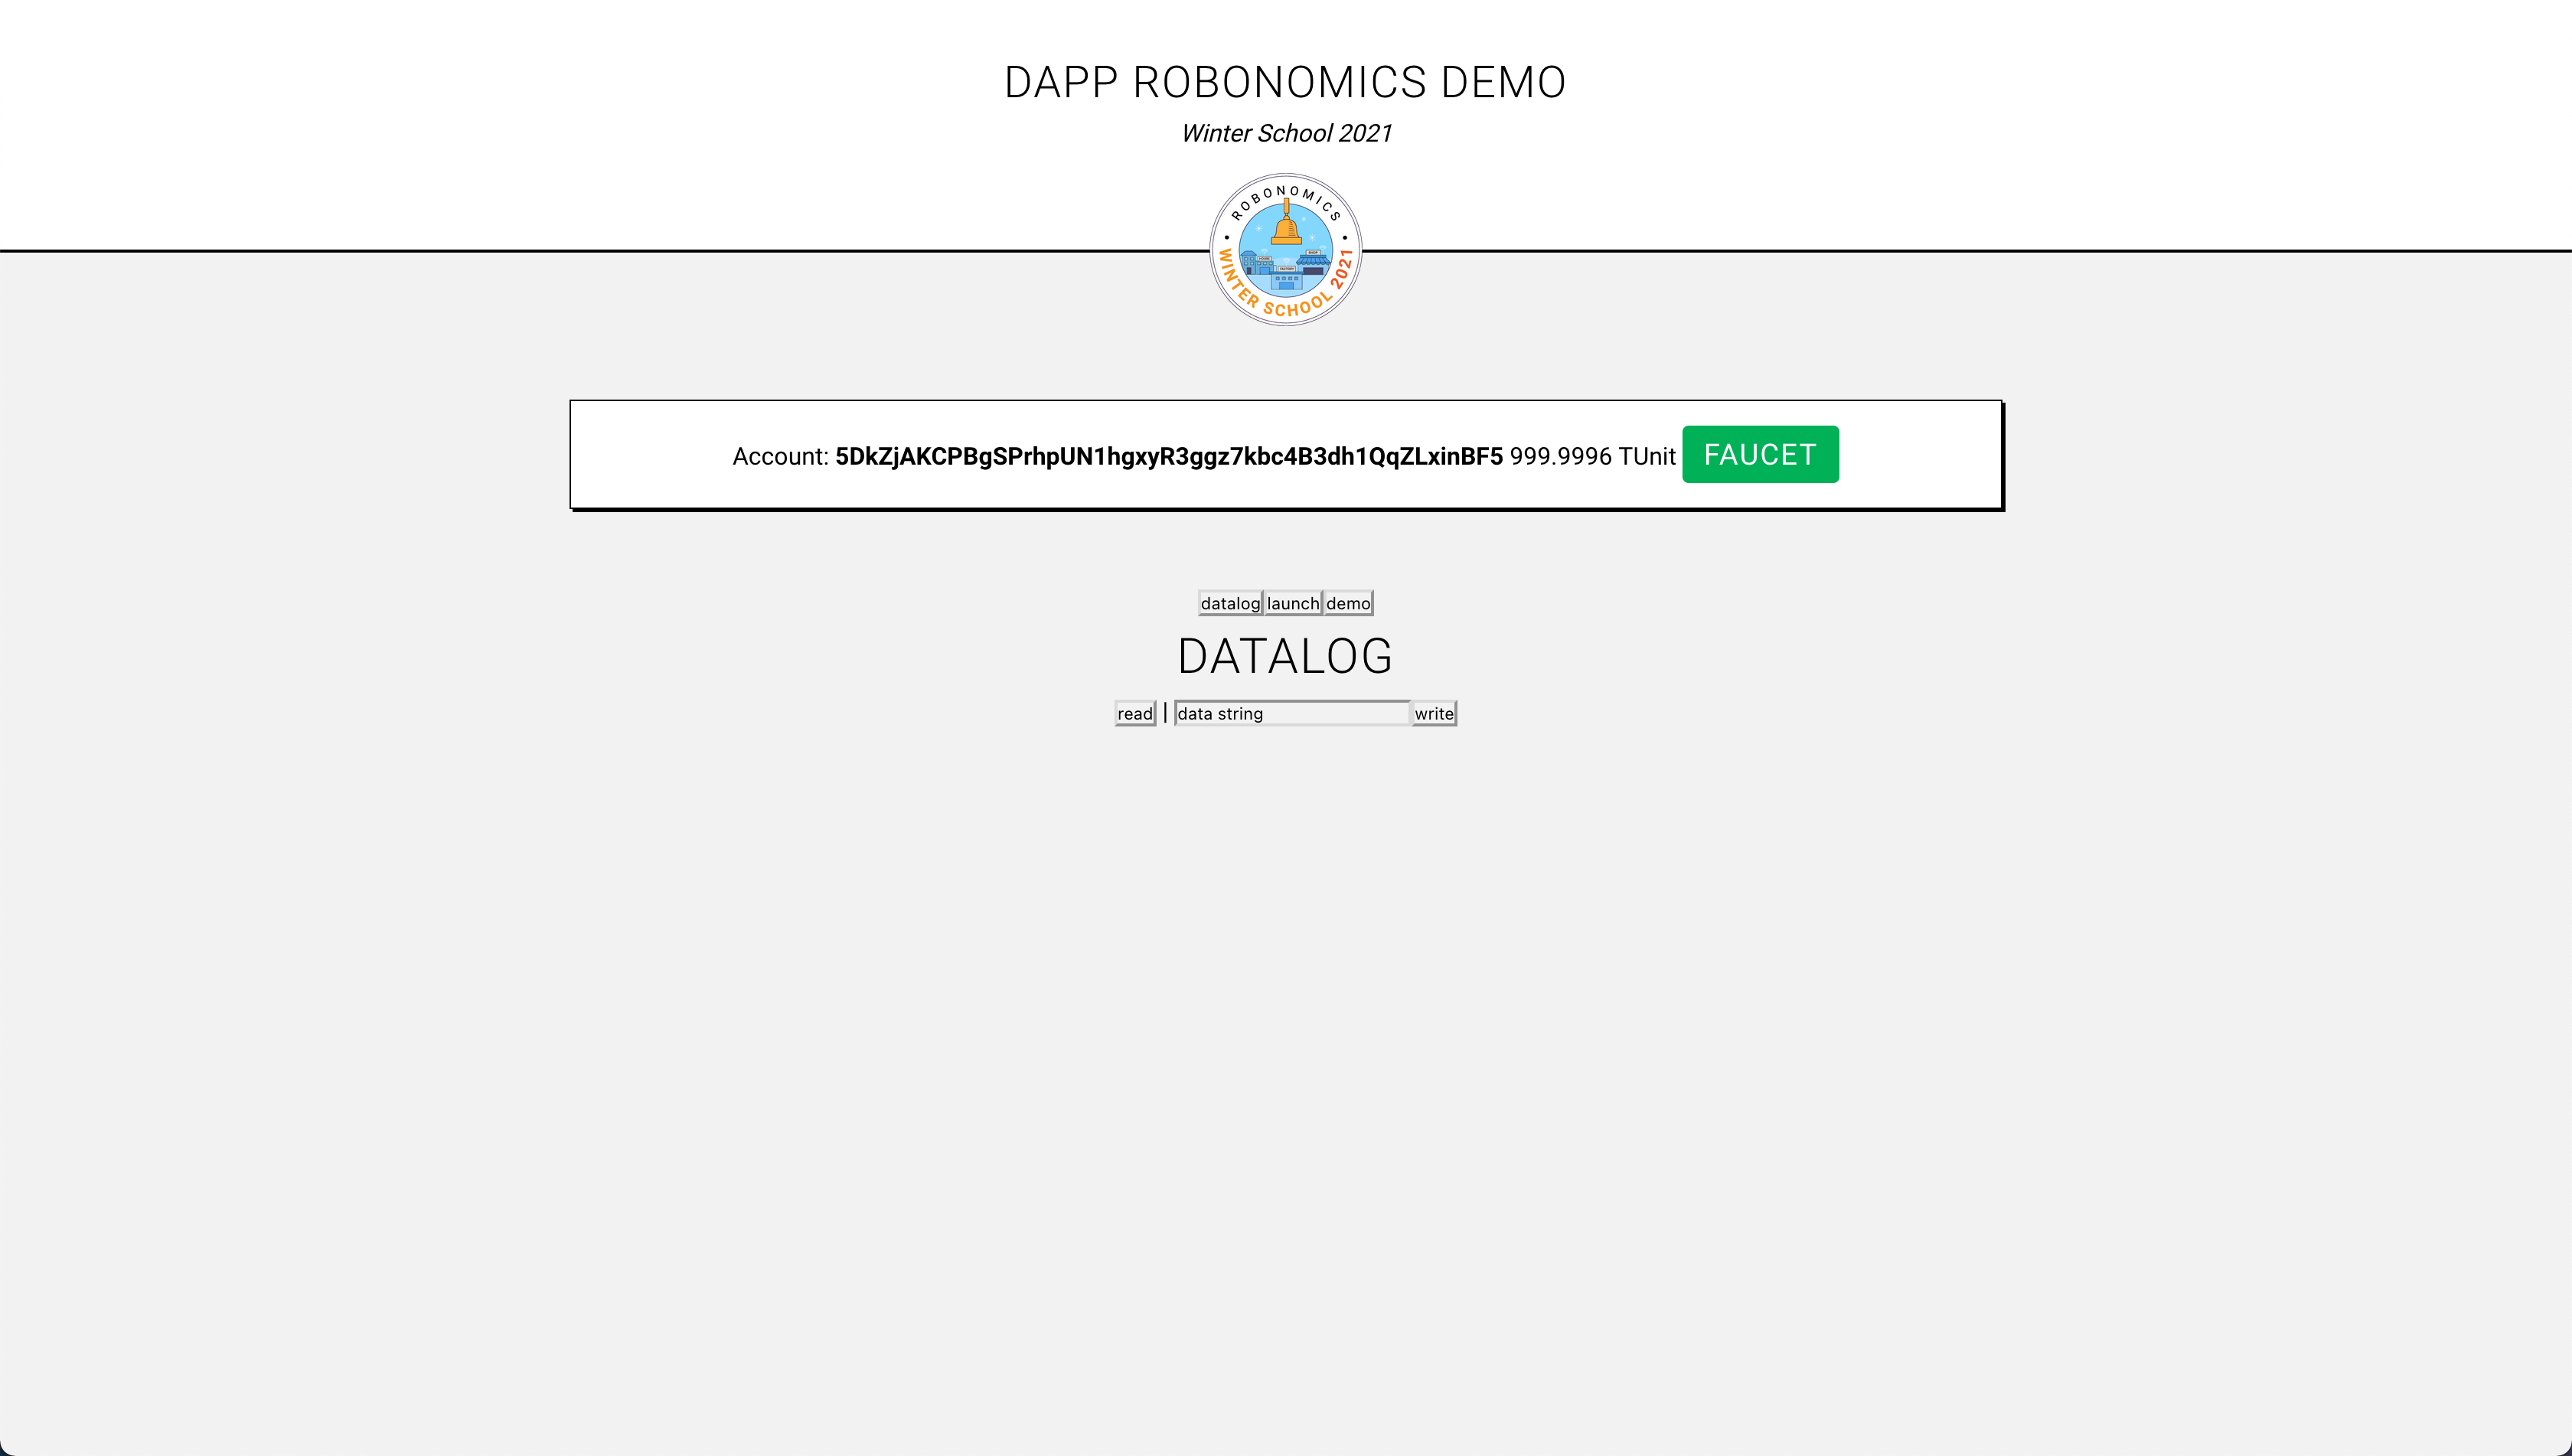 DAPP ROBONOMICS DEMO
Winter School 2021
ROBONOMICS
WINTER SCHOOL 2021
Account: 5DkZjAKCPBgSPrhpUN1hgxyR3ggz7kbc4B3dh1QqZLxinBF5 999.9996 TUnit FAUCET
datalog launch demo
DATALOG
read | data string write